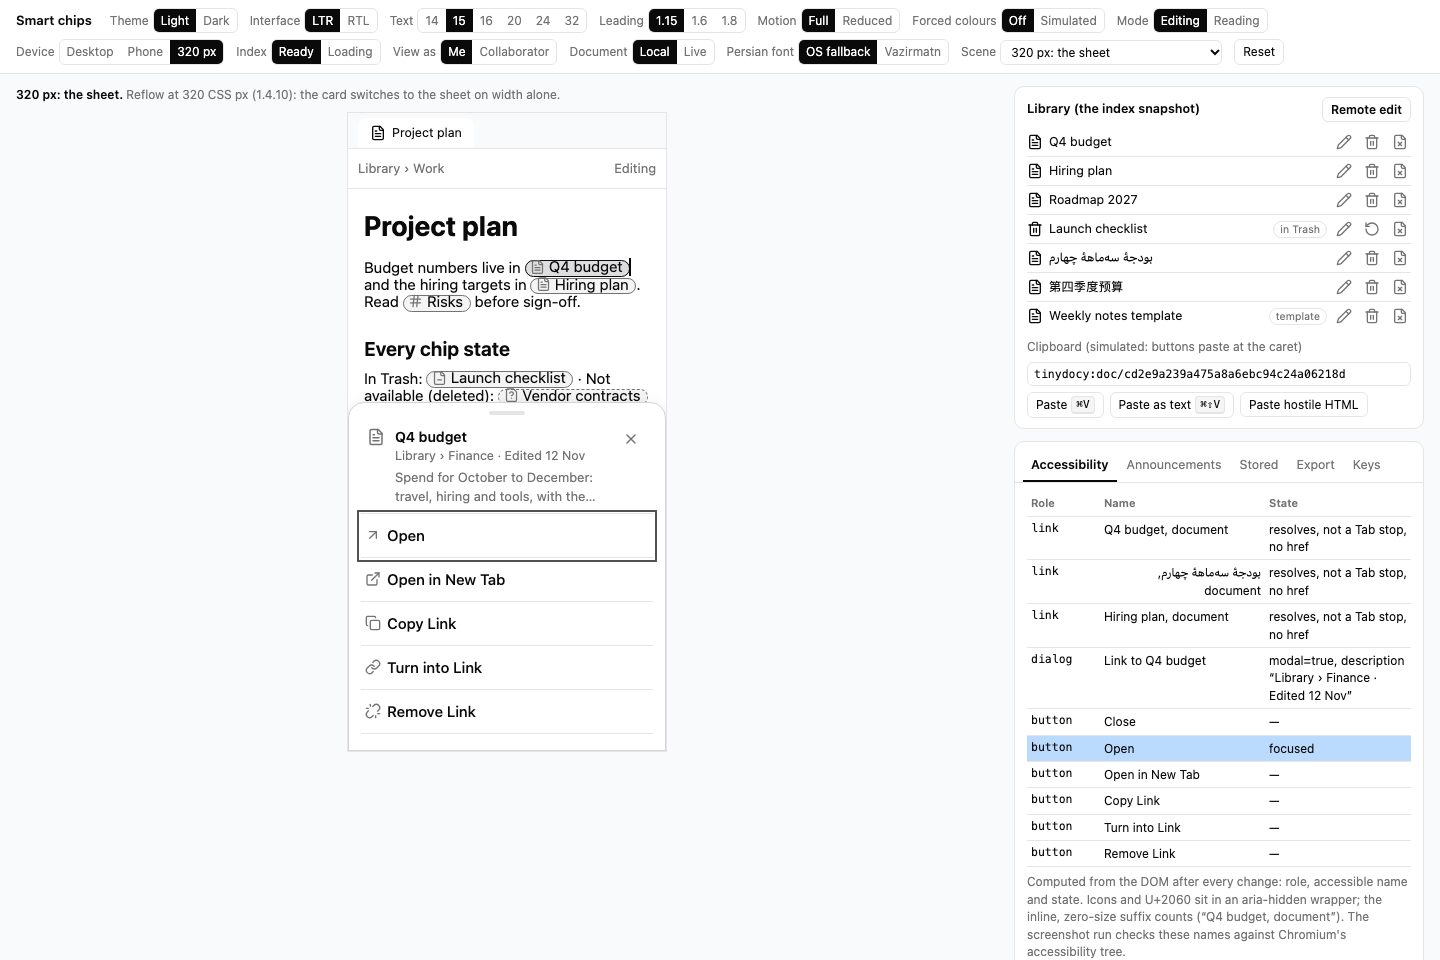 Smart chips Theme Light Dark Interface LTR RTL Text 14 15 16 20 24 32 Leading 1.15 1.6 1.8 Motion Full Reduced Forced colours Off Simulated Mode Editing Reading
Device Desktop Phone 320 px Index Ready Loading View as Me Collaborator Document Local Live Persian font OS fallback Vazirmatn Scene 320 px: the sheet Reset
320 px: the sheet. Reflow at 320 CSS px (1.4.10): the card switches to the sheet on width alone.
Project plan
Library › Work Editing
Project plan
Budget numbers live in Q4 budget
and the hiring targets in Hiring plan.
Read # Risks before sign-off.
Every chip state
In Trash: Launch checklist · Not
available (deleted): Vendor contracts
Q4 budget
Library › Finance · Edited 12 Nov
Spend for October to December:
travel, hiring and tools, with the…
Open
Open in New Tab
Copy Link
Turn into Link
Remove Link
Library (the index snapshot) Remote edit
Q4 budget
Hiring plan
Roadmap 2027
Launch checklist in Trash
بودجهٔ سه‌ماههٔ چهارم
第四季度预算
Weekly notes template template
Clipboard (simulated: buttons paste at the caret)
tinydocy:doc/cd2e9a239a475a8a6ebc94c24a06218d
Paste ⌘V Paste as text ⌘⇧V Paste hostile HTML
Accessibility Announcements Stored Export Keys
Role Name State
link Q4 budget, document resolves, not a Tab stop,
no href
link بودجهٔ سه‌ماههٔ چهارم, resolves, not a Tab stop,
document no href
link Hiring plan, document resolves, not a Tab stop,
no href
dialog Link to Q4 budget modal=true, description
“Library › Finance ·
Edited 12 Nov”
button Close —
button Open focused
button Open in New Tab —
button Copy Link —
button Turn into Link —
button Remove Link —
Computed from the DOM after every change: role, accessible name
and state. Icons and U+2060 sit in an aria-hidden wrapper; the
inline, zero-size suffix counts (“Q4 budget, document”). The
screenshot run checks these names against Chromium's
accessibility tree.